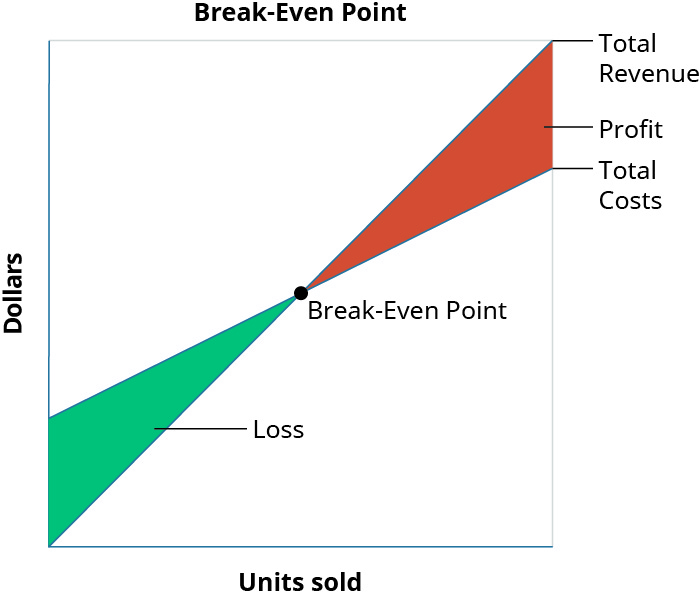 Break-Even Point
Total
Revenue
Profit
Total
Costs
Dollars
Break-Even Point
Loss
Units sold